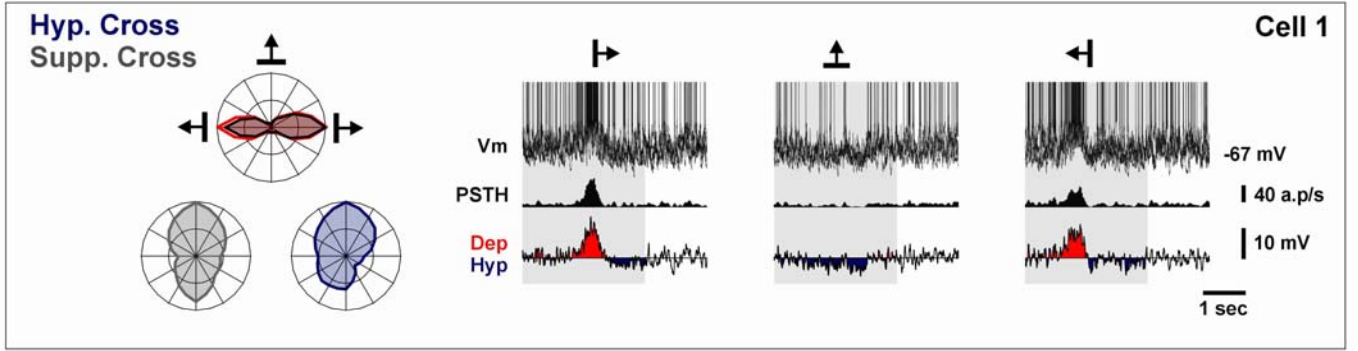 Hyp. Cross
Supp. Cross
Cell 1
Vm
-67 mV
PSTH
40 a.p/s
Dep
Hyp
10 mV
1 sec